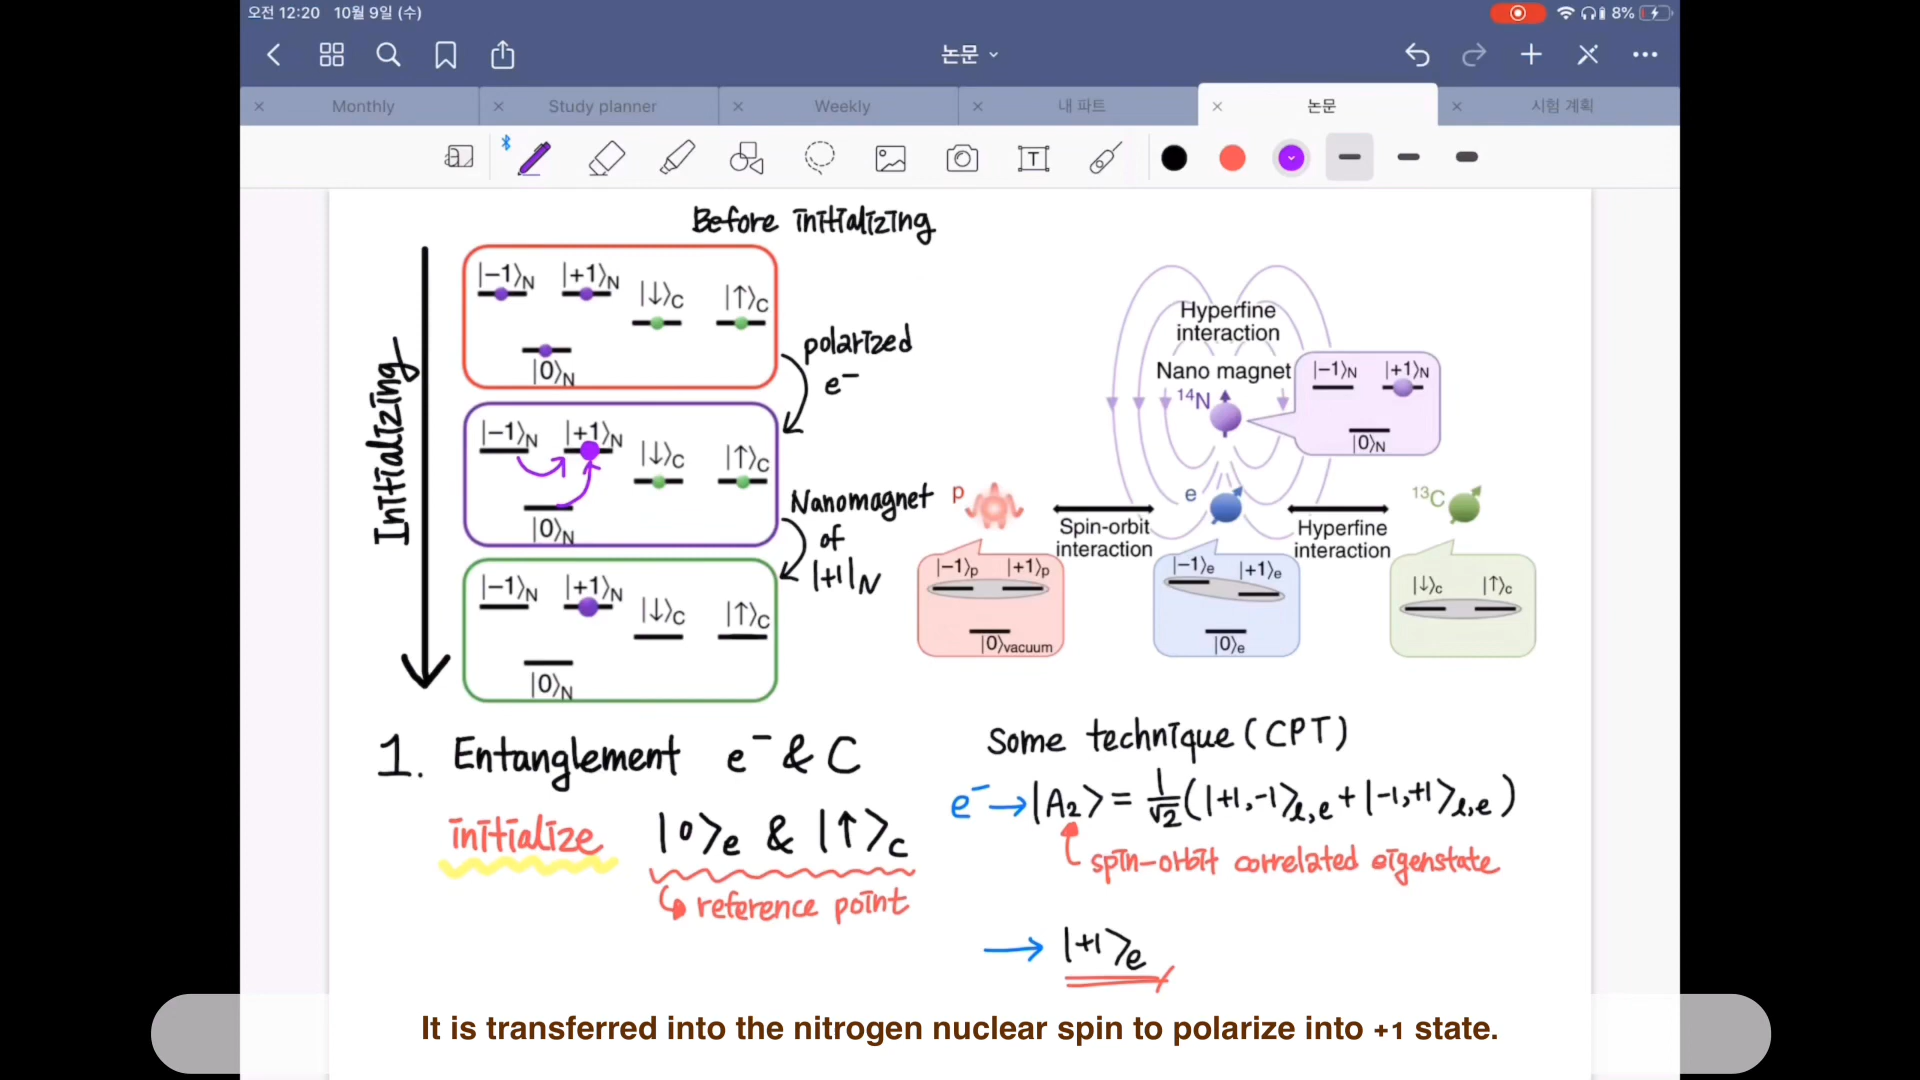 오전 12:20 10월 9일 (수)
8%
논문
Monthly
Study planner
Weekly
내 파트
논문
시험 계획
Before initializing
Initializing
|−1⟩N |+1⟩N |↓⟩C |↑⟩C
|0⟩N
polarized
e⁻
|−1⟩N |+1⟩N |↓⟩C |↑⟩C
|0⟩N
Nanomagnet
of
|+1|N
|−1⟩N |+1⟩N |↓⟩C |↑⟩C
|0⟩N
Hyperfine
interaction
Nano magnet
¹⁴N
|−1⟩N |+1⟩N
|0⟩N
p
e
¹³C
Spin-orbit
interaction
Hyperfine
interaction
|−1⟩p |+1⟩p
|0⟩vacuum
|−1⟩e |+1⟩e
|0⟩e
|↓⟩c |↑⟩c
1. Entanglement e⁻ & C
initialize |0⟩e & |↑⟩c
reference point
Some technique (CPT)
e⁻ → |A₂⟩ = 1/√2 (|+1,-1⟩l,e + |-1,+1⟩l,e)
spin-orbit correlated eigenstate
→ |+1⟩e
It is transferred into the nitrogen nuclear spin to polarize into +1 state.